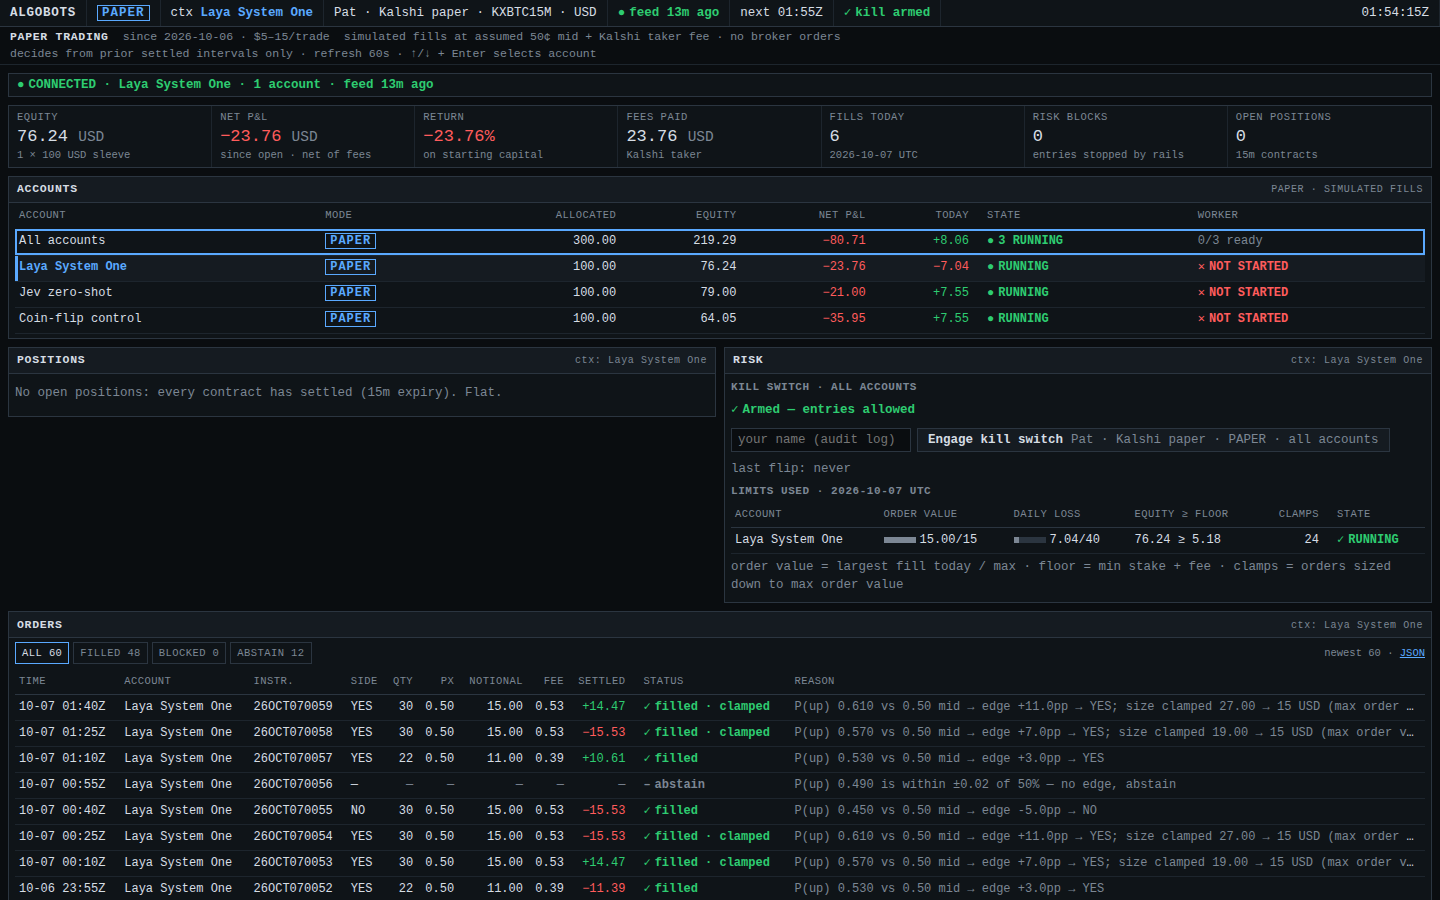 ALGOBOTS PAPER ctx Laya System One Pat · Kalshi paper · KXBTC15M · USD ● feed 13m ago next 01:55Z ✓ kill armed 01:54:15Z
PAPER TRADING since 2026-10-06 · $5–15/trade simulated fills at assumed 50¢ mid + Kalshi taker fee · no broker orders
decides from prior settled intervals only · refresh 60s · ↑/↓ + Enter selects account
● CONNECTED · Laya System One · 1 account · feed 13m ago
EQUITY NET P&L RETURN FEES PAID FILLS TODAY RISK BLOCKS OPEN POSITIONS
76.24 USD −23.76 USD −23.76% 23.76 USD 6 0 0
1 × 100 USD sleeve since open · net of fees on starting capital Kalshi taker 2026-10-07 UTC entries stopped by rails 15m contracts
ACCOUNTS PAPER · SIMULATED FILLS
ACCOUNT MODE ALLOCATED EQUITY NET P&L TODAY STATE WORKER
All accounts PAPER 300.00 219.29 −80.71 +8.06 ● 3 RUNNING 0/3 ready
Laya System One PAPER 100.00 76.24 −23.76 −7.04 ● RUNNING ✕ NOT STARTED
Jev zero-shot PAPER 100.00 79.00 −21.00 +7.55 ● RUNNING ✕ NOT STARTED
Coin-flip control PAPER 100.00 64.05 −35.95 +7.55 ● RUNNING ✕ NOT STARTED
POSITIONS ctx: Laya System One
No open positions: every contract has settled (15m expiry). Flat.
RISK ctx: Laya System One
KILL SWITCH · ALL ACCOUNTS
✓ Armed — entries allowed
your name (audit log) Engage kill switch Pat · Kalshi paper · PAPER · all accounts
last flip: never
LIMITS USED · 2026-10-07 UTC
ACCOUNT ORDER VALUE DAILY LOSS EQUITY ≥ FLOOR CLAMPS STATE
Laya System One 15.00/15 7.04/40 76.24 ≥ 5.18 24 ✓ RUNNING
order value = largest fill today / max · floor = min stake + fee · clamps = orders sized
down to max order value
ORDERS ctx: Laya System One
ALL 60 FILLED 48 BLOCKED 0 ABSTAIN 12 newest 60 · JSON
TIME ACCOUNT INSTR. SIDE QTY PX NOTIONAL FEE SETTLED STATUS REASON
10-07 01:40Z Laya System One 26OCT070059 YES 30 0.50 15.00 0.53 +14.47 ✓ filled · clamped P(up) 0.610 vs 0.50 mid → edge +11.0pp → YES; size clamped 27.00 → 15 USD (max order …
10-07 01:25Z Laya System One 26OCT070058 YES 30 0.50 15.00 0.53 −15.53 ✓ filled · clamped P(up) 0.570 vs 0.50 mid → edge +7.0pp → YES; size clamped 19.00 → 15 USD (max order v…
10-07 01:10Z Laya System One 26OCT070057 YES 22 0.50 11.00 0.39 +10.61 ✓ filled P(up) 0.530 vs 0.50 mid → edge +3.0pp → YES
10-07 00:55Z Laya System One 26OCT070056 — — — — — — – abstain P(up) 0.490 is within ±0.02 of 50% — no edge, abstain
10-07 00:40Z Laya System One 26OCT070055 NO 30 0.50 15.00 0.53 −15.53 ✓ filled P(up) 0.450 vs 0.50 mid → edge -5.0pp → NO
10-07 00:25Z Laya System One 26OCT070054 YES 30 0.50 15.00 0.53 −15.53 ✓ filled · clamped P(up) 0.610 vs 0.50 mid → edge +11.0pp → YES; size clamped 27.00 → 15 USD (max order …
10-07 00:10Z Laya System One 26OCT070053 YES 30 0.50 15.00 0.53 +14.47 ✓ filled · clamped P(up) 0.570 vs 0.50 mid → edge +7.0pp → YES; size clamped 19.00 → 15 USD (max order v…
10-06 23:55Z Laya System One 26OCT070052 YES 22 0.50 11.00 0.39 −11.39 ✓ filled P(up) 0.530 vs 0.50 mid → edge +3.0pp → YES